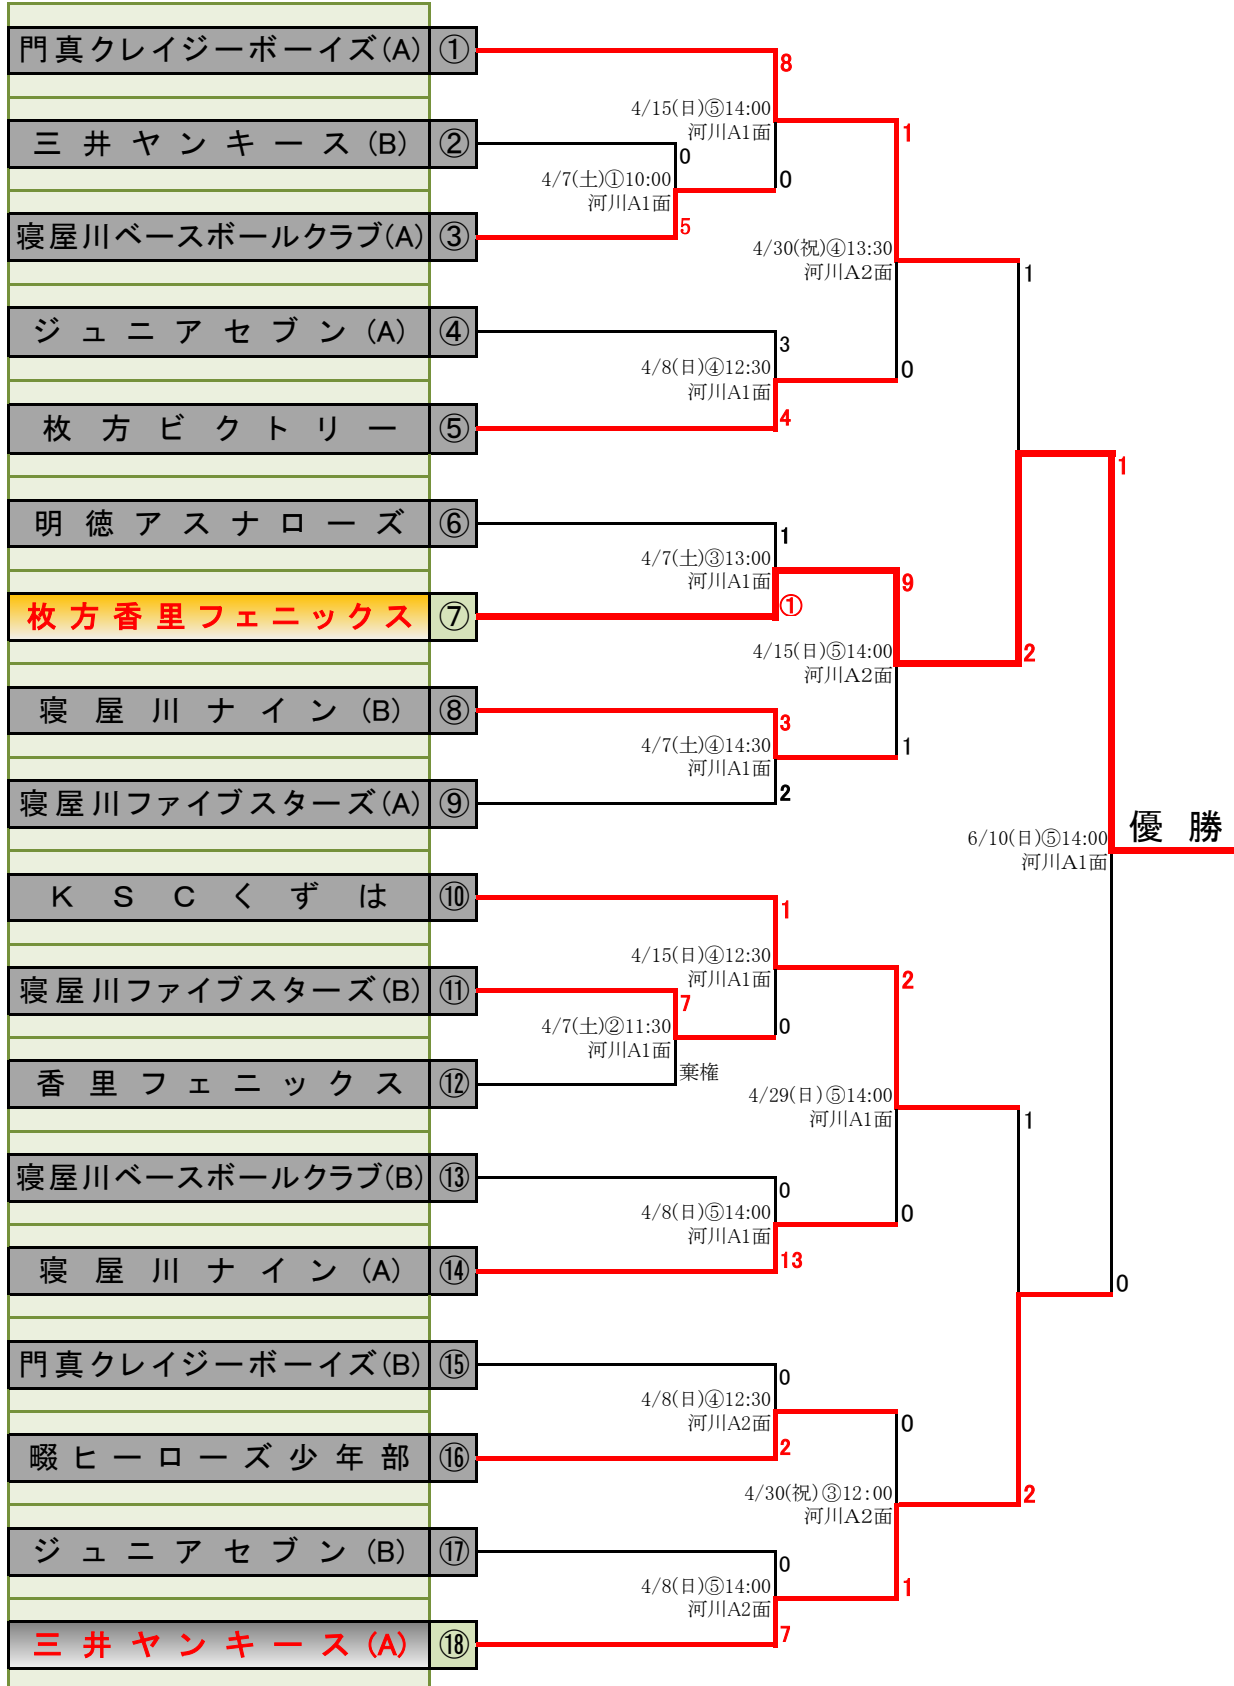 門真クレイジーボーイズ(A) ①
8
4/15(日)⑤14:00
河川A1面
1
三井ヤンキース(B) ②
0
4/7(土)①10:00
河川A1面
0
5
寝屋川ベースボールクラブ(A) ③
4/30(祝)④13:30
河川A2面
1
ジュニアセブン(A) ④
3
4/8(日)④12:30
河川A1面
0
4
枚方ビクトリー ⑤
1
明徳アスナローズ ⑥
1
4/7(土)③13:00
河川A1面
9
①
枚方香里フェニックス ⑦
4/15(日)⑤14:00
河川A2面
2
寝屋川ナイン(B) ⑧
3
4/7(土)④14:30
河川A1面
1
2
寝屋川ファイブスターズ(A) ⑨
6/10(日)⑤14:00
河川A1面
優勝
KSCくずは ⑩
1
4/15(日)④12:30
河川A1面
2
寝屋川ファイブスターズ(B) ⑪
7
4/7(土)②11:30
河川A1面
0
棄権
香里フェニックス ⑫
4/29(日)⑤14:00
河川A1面
1
寝屋川ベースボールクラブ(B) ⑬
0
4/8(日)⑤14:00
河川A1面
0
13
寝屋川ナイン(A) ⑭
0
門真クレイジーボーイズ(B) ⑮
0
4/8(日)④12:30
河川A2面
0
2
畷ヒーローズ少年部 ⑯
4/30(祝)③12:00
河川A2面
2
ジュニアセブン(B) ⑰
0
4/8(日)⑤14:00
河川A2面
1
7
三井ヤンキース(A) ⑱